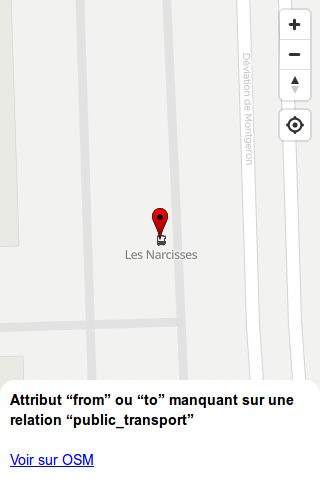 Déviation de Montgeron
Les Narcisses
Attribut “from” ou “to” manquant sur une
relation “public_transport”
Voir sur OSM